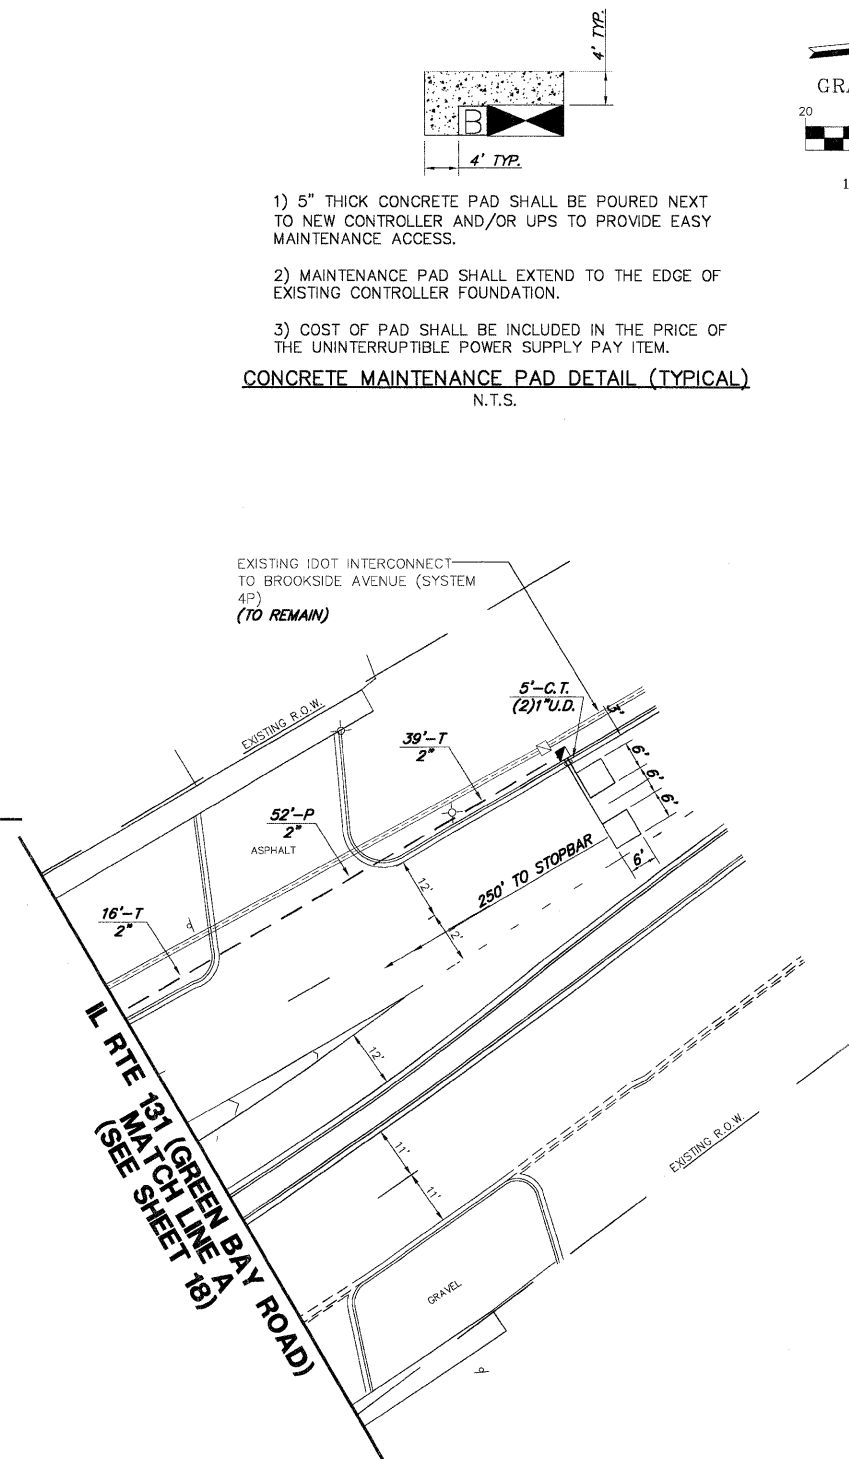 4' TYP.
GRA
20
B
4' TYP.
1
1) 5" THICK CONCRETE PAD SHALL BE POURED NEXT
TO NEW CONTROLLER AND/OR UPS TO PROVIDE EASY
MAINTENANCE ACCESS.
2) MAINTENANCE PAD SHALL EXTEND TO THE EDGE OF
EXISTING CONTROLLER FOUNDATION.
3) COST OF PAD SHALL BE INCLUDED IN THE PRICE OF
THE UNINTERRUPTIBLE POWER SUPPLY PAY ITEM.
CONCRETE MAINTENANCE PAD DETAIL (TYPICAL)
N.T.S.
EXISTING IDOT INTERCONNECT
TO BROOKSIDE AVENUE (SYSTEM
4P)
(TO REMAIN)
5'-C.T.
(2)1"U.D.
3'
EXISTING R.O.W.
39'-T
2"
6'
6'
6'
52'-P
2"
ASPHALT
250' TO STOPBAR
6'
12'
16'-T
2"
12'
12'
11'
11'
EXISTING R.O.W.
GRAVEL
IL RTE 131 (GREEN BAY ROAD)
MATCH LINE A
(SEE SHEET 18)